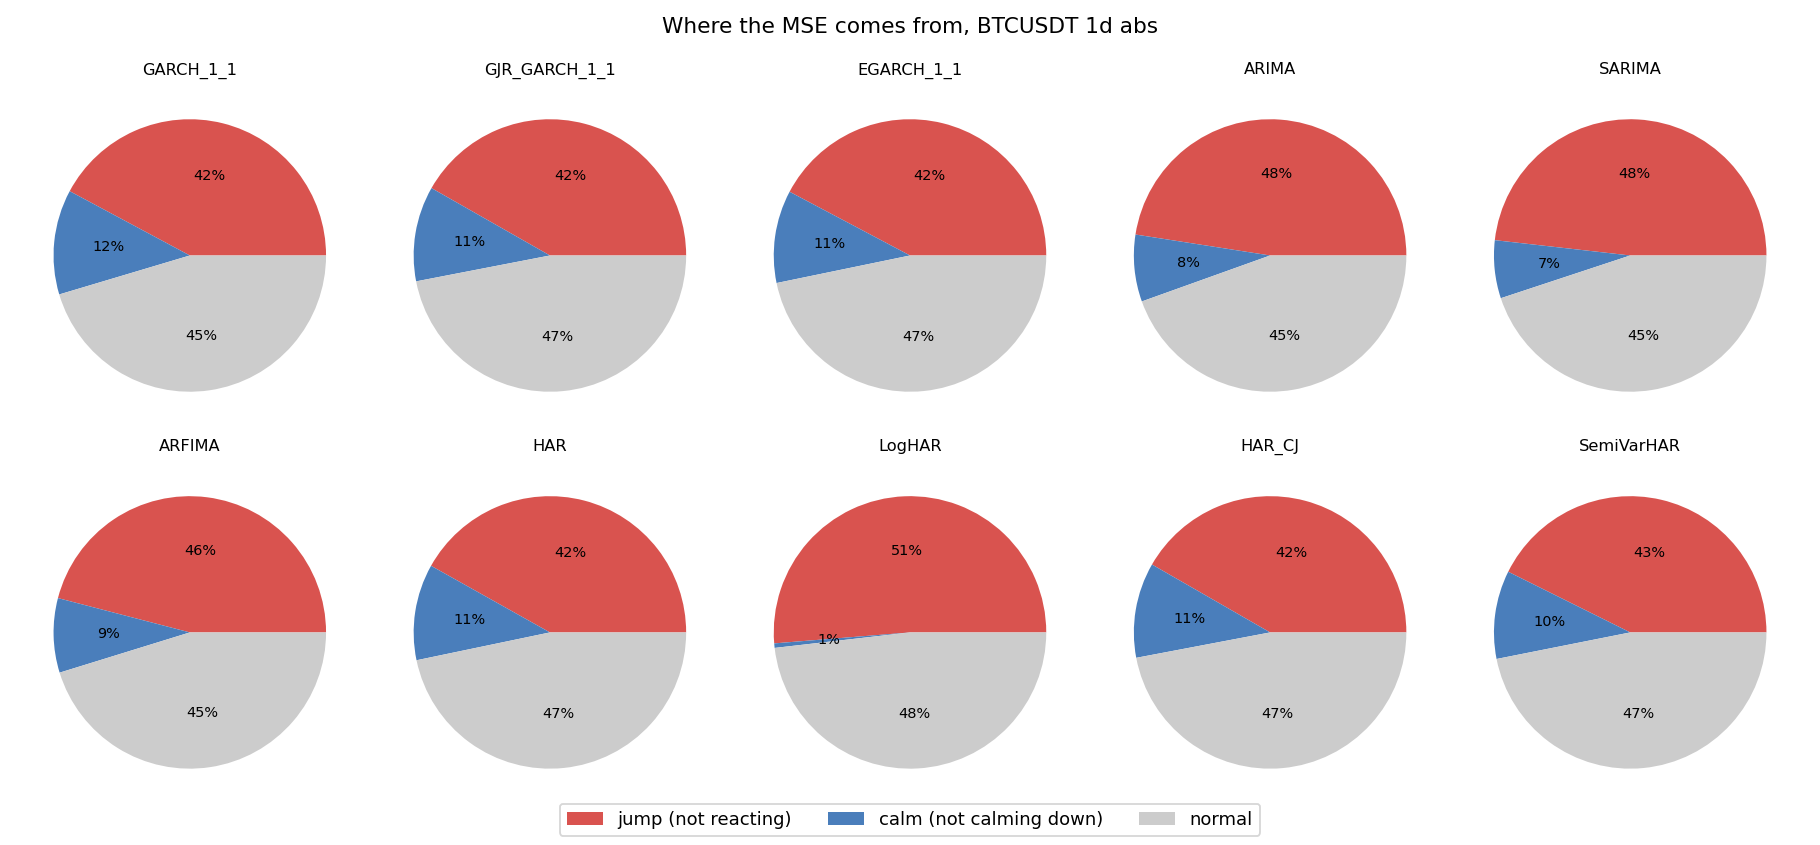 Where the MSE comes from, BTCUSDT 1d abs
GARCH_1_1
42%
12%
45%
GJR_GARCH_1_1
42%
11%
47%
EGARCH_1_1
42%
11%
47%
ARIMA
48%
8%
45%
SARIMA
48%
7%
45%
ARFIMA
46%
9%
45%
HAR
42%
11%
47%
LogHAR
51%
1%
48%
HAR_CJ
42%
11%
47%
SemiVarHAR
43%
10%
47%
jump (not reacting)
calm (not calming down)
normal